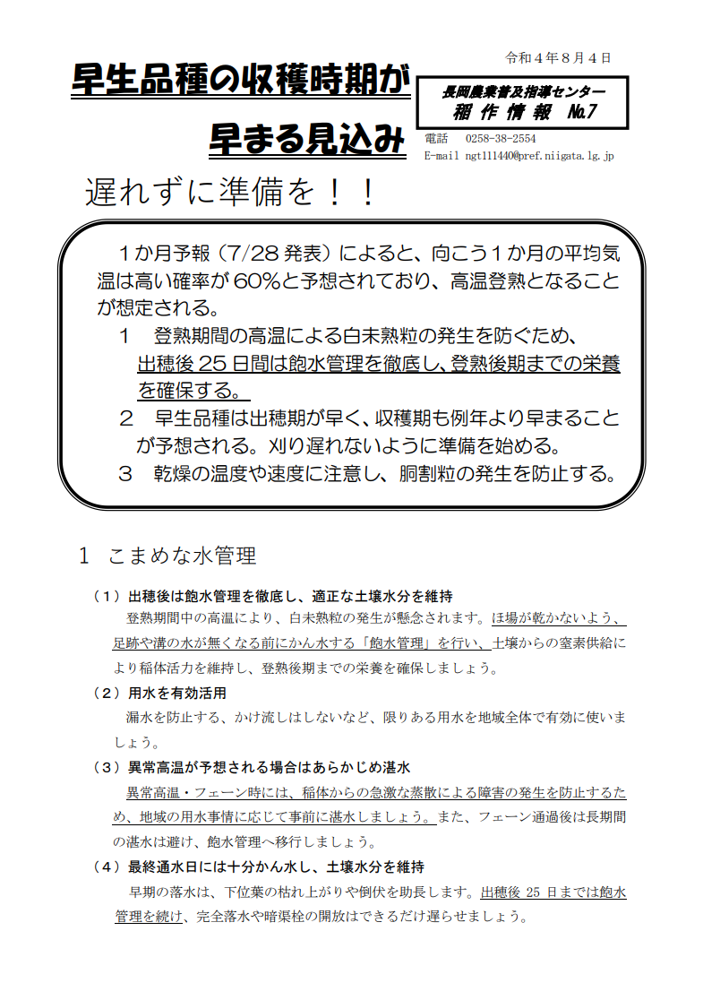 令和４年８月４日
早生品種の収穫時期が
早まる見込み
長岡農業普及指導センター
稲作情報 No.7
電話 0258-38-2554
E-mail ngt111440@pref.niigata.lg.jp
遅れずに準備を！！
１か月予報（7/28 発表）によると、向こう１か月の平均気
温は高い確率が 60％と予想されており、高温登熟となること
が想定される。
１ 登熟期間の高温による白未熟粒の発生を防ぐため、
出穂後 25 日間は飽水管理を徹底し、登熟後期までの栄養
を確保する。
２ 早生品種は出穂期が早く、収穫期も例年より早まること
が予想される。刈り遅れないように準備を始める。
３ 乾燥の温度や速度に注意し、胴割粒の発生を防止する。
１ こまめな水管理
（１）出穂後は飽水管理を徹底し、適正な土壌水分を維持
登熟期間中の高温により、白未熟粒の発生が懸念されます。ほ場が乾かないよう、
足跡や溝の水が無くなる前にかん水する「飽水管理」を行い、土壌からの窒素供給に
より稲体活力を維持し、登熟後期までの栄養を確保しましょう。
（２）用水を有効活用
漏水を防止する、かけ流しはしないなど、限りある用水を地域全体で有効に使いま
しょう。
（３）異常高温が予想される場合はあらかじめ湛水
異常高温・フェーン時には、稲体からの急激な蒸散による障害の発生を防止するた
め、地域の用水事情に応じて事前に湛水しましょう。また、フェーン通過後は長期間
の湛水は避け、飽水管理へ移行しましょう。
（４）最終通水日には十分かん水し、土壌水分を維持
早期の落水は、下位葉の枯れ上がりや倒伏を助長します。出穂後 25 日までは飽水
管理を続け、完全落水や暗渠栓の開放はできるだけ遅らせましょう。